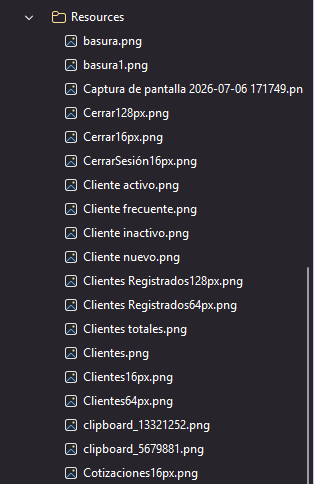 Resources
basura.png
basura1.png
Captura de pantalla 2026-07-06 171749.pn
Cerrar128px.png
Cerrar16px.png
CerrarSesión16px.png
Cliente activo.png
Cliente frecuente.png
Cliente inactivo.png
Cliente nuevo.png
Clientes Registrados128px.png
Clientes Registrados64px.png
Clientes totales.png
Clientes.png
Clientes16px.png
Clientes64px.png
clipboard_13321252.png
clipboard_5679881.png
Cotizaciones16px.png